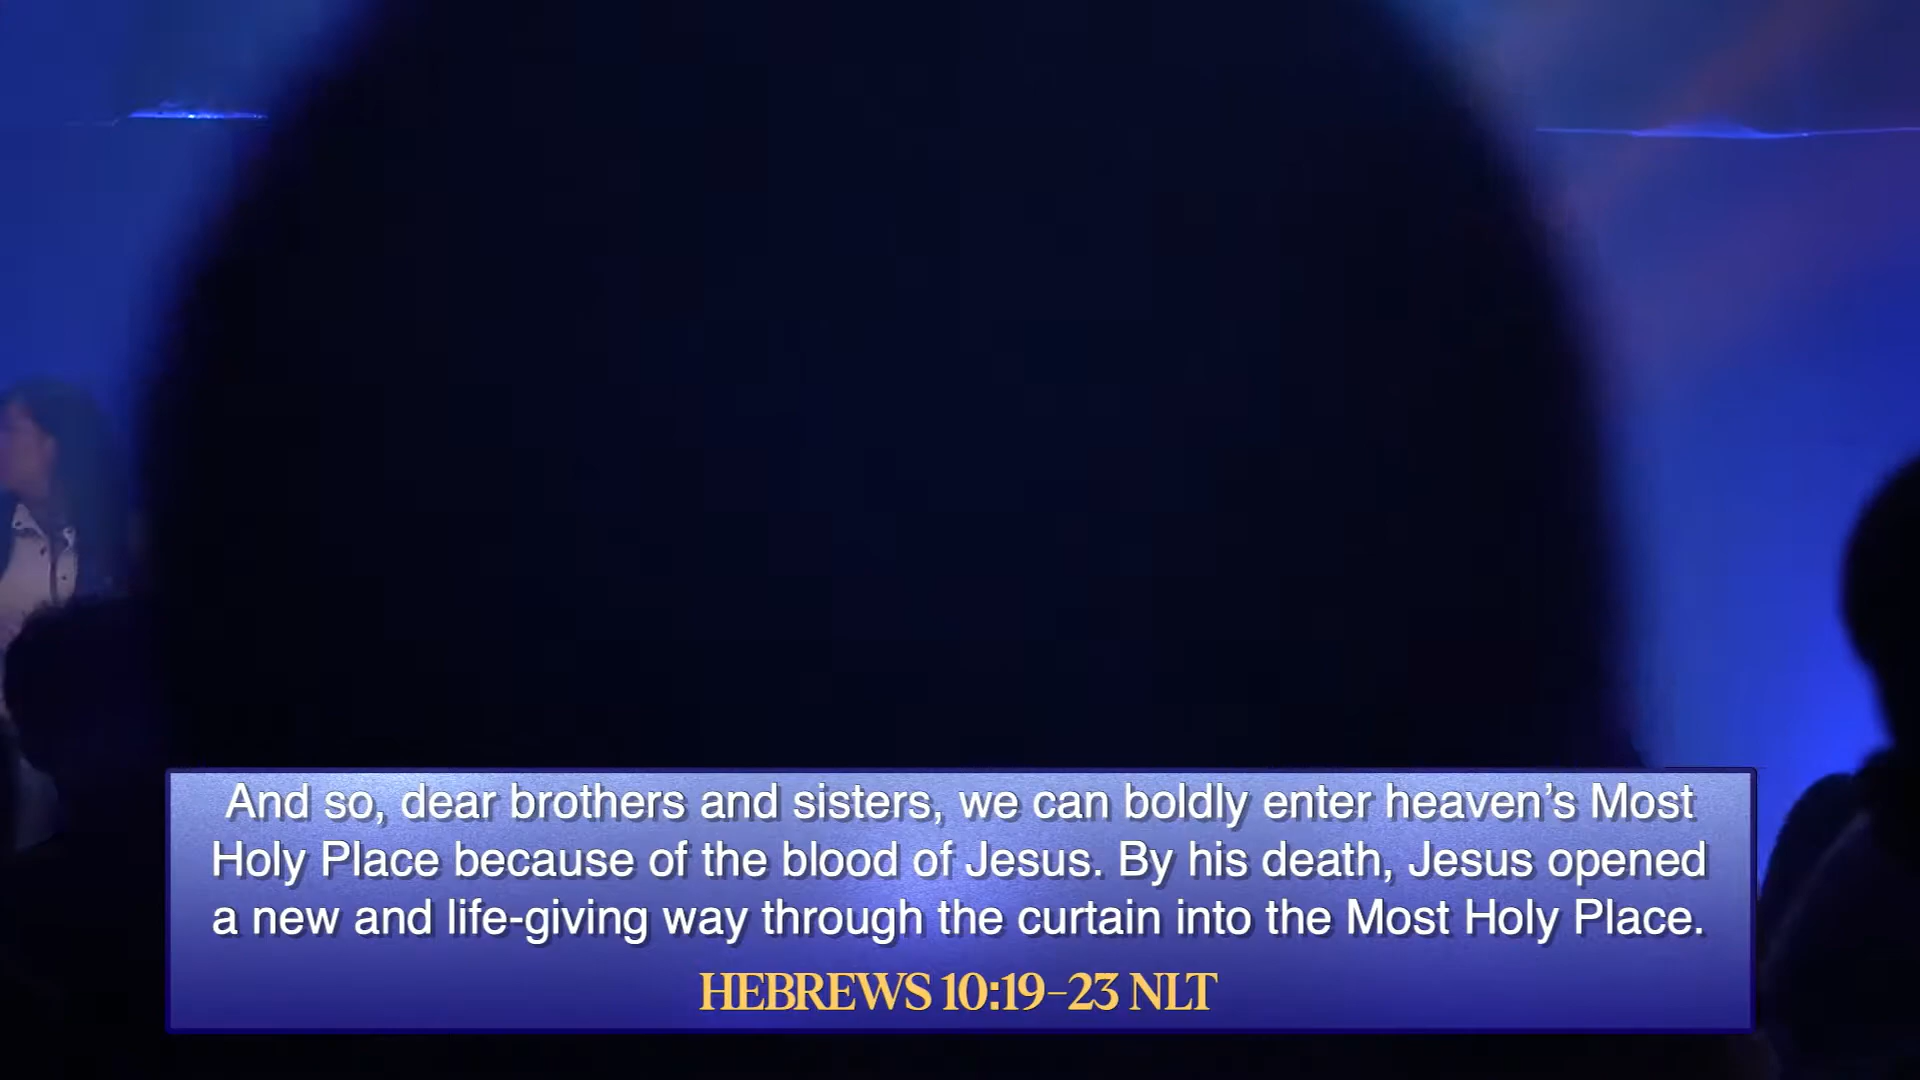 And so, dear brothers and sisters, we can boldly enter heaven’s Most
Holy Place because of the blood of Jesus. By his death, Jesus opened
a new and life-giving way through the curtain into the Most Holy Place.
HEBREWS 10:19–23 NLT